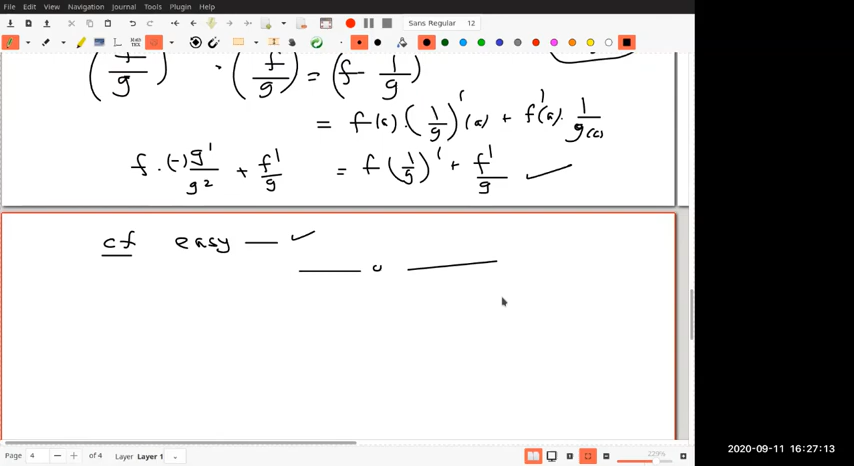 File Edit View Navigation Journal Tools Plugin Help
Sans Regular 12
(f/g) · (f/g) = (f 1/g)
= f(a) · (1/g)'(a) + f'(a) · 1/g(a)
f · (-)g'/g² + f'/g = f(1/g)' + f'/g ✓
cf easy — ✓
Page 4 of 4 Layer Layer 1 229%
2020-09-11 16:27:13